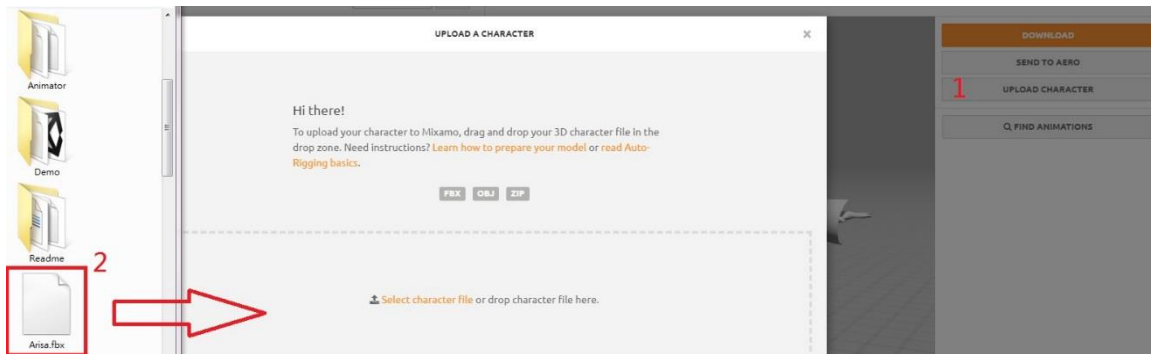 Animator
Demo
Readme
2
Arisa.fbx
UPLOAD A CHARACTER
×
Hi there!
To upload your character to Mixamo, drag and drop your 3D character file in the
drop zone. Need instructions? Learn how to prepare your model or read Auto-
Rigging basics.
FBX OBJ ZIP
Select character file or drop character file here.
DOWNLOAD
SEND TO AERO
1 UPLOAD CHARACTER
FIND ANIMATIONS